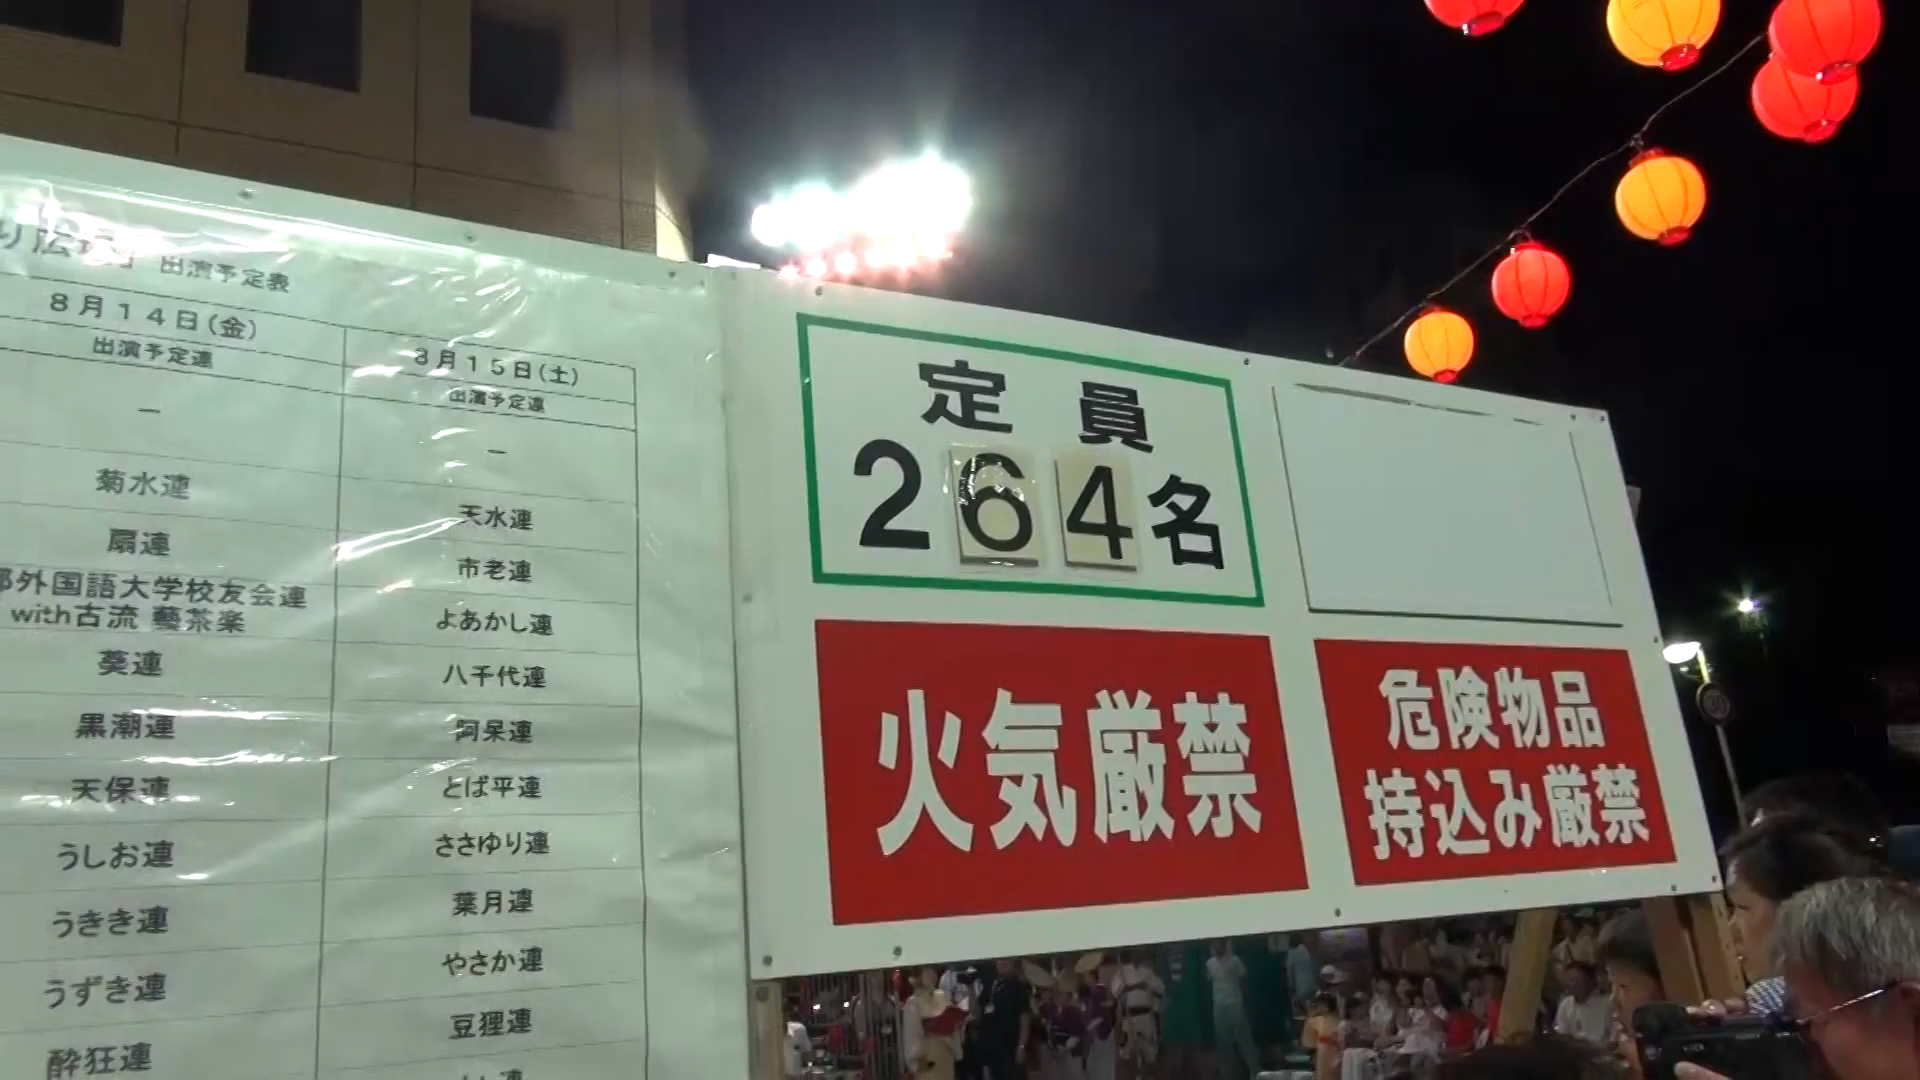 出演予定表
8月14日(金)
出演予定連
―
菊水連
扇連
外国語大学校友会連
with古流 藝茶楽
葵連
黒潮連
天保連
うしお連
うきき連
うずき連
酔狂連
8月15日(土)
出演予定連
―
天水連
市老連
よあかし連
八千代連
阿呆連
とば平連
ささゆり連
葉月連
やさか連
豆狸連
定員
264名
火気厳禁
危険物品
持込み厳禁